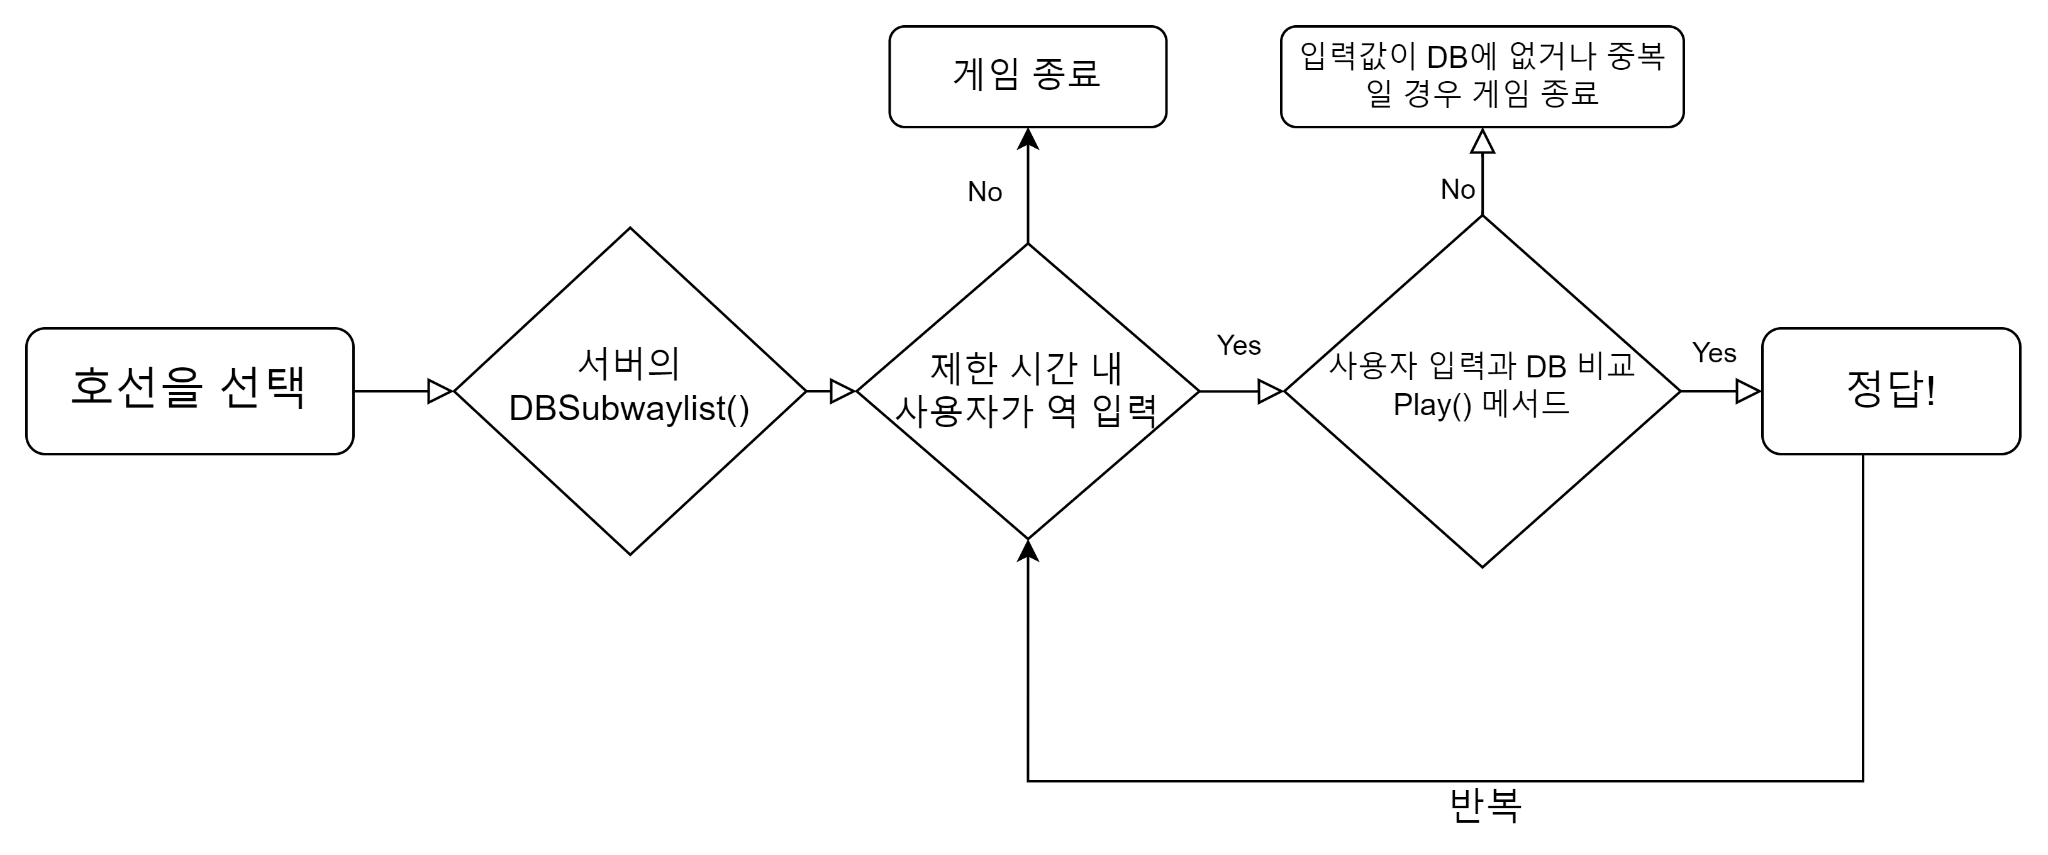 게임 종료
입력값이 DB에 없거나 중복
일 경우 게임 종료
No
No
호선을 선택
서버의
DBSubwaylist()
제한 시간 내
사용자가 역 입력
Yes
사용자 입력과 DB 비교
Play() 메서드
Yes
정답!
반복